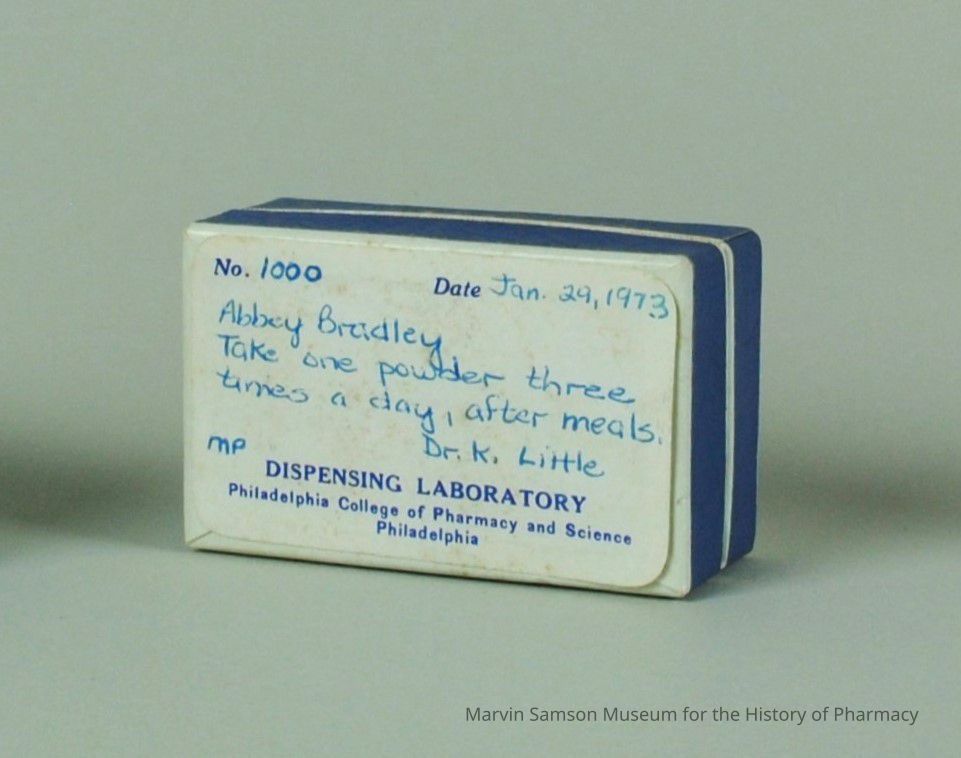 No. 1000 Date Jan. 29, 1973
Abbey Bradley
Take one powder three
times a day, after meals.
Dr. K. Little
MP
DISPENSING LABORATORY
Philadelphia College of Pharmacy and Science
Philadelphia
Marvin Samson Museum for the History of Pharmacy